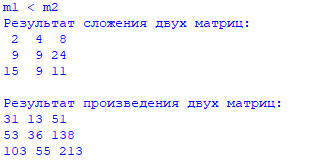 m1 < m2
Результат сложения двух матриц:
2 4 8
9 9 24
15 9 11
Результат произведения двух матриц:
31 13 51
53 36 138
103 55 213